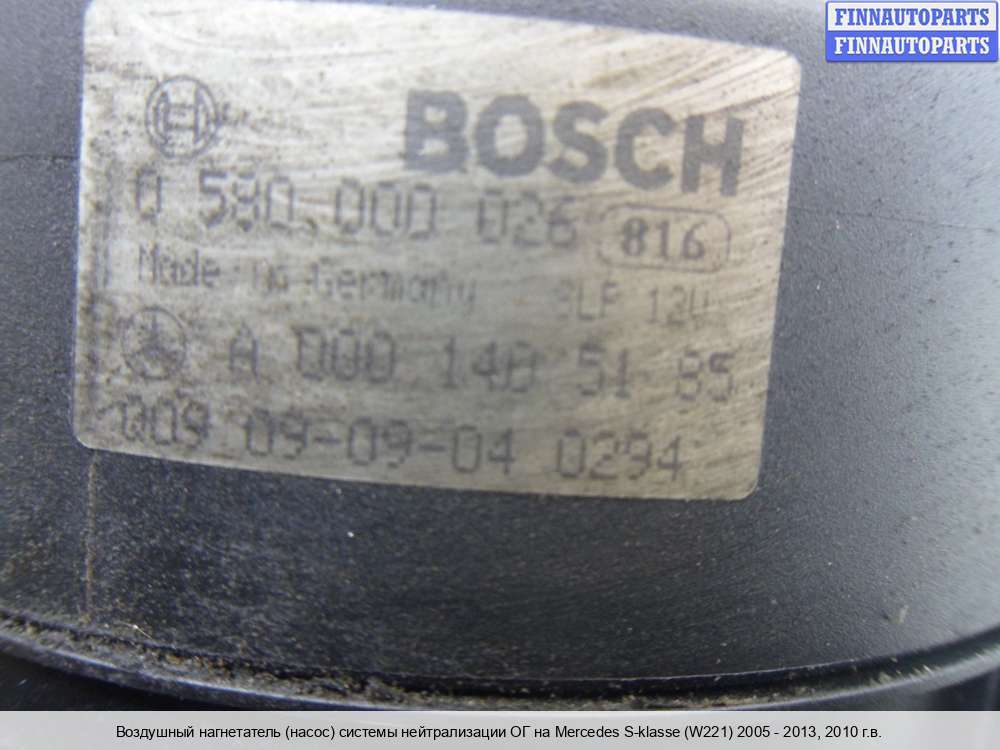 FINNAUTOPARTS
FINNAUTOPARTS
BOSCH
0 580 000 026 816
Made in Germany SLP 12V
A 000 140 51 85
009 09-09-04 0294
Воздушный нагнетатель (насос) системы нейтрализации ОГ на Mercedes S-klasse (W221) 2005 - 2013, 2010 г.в.